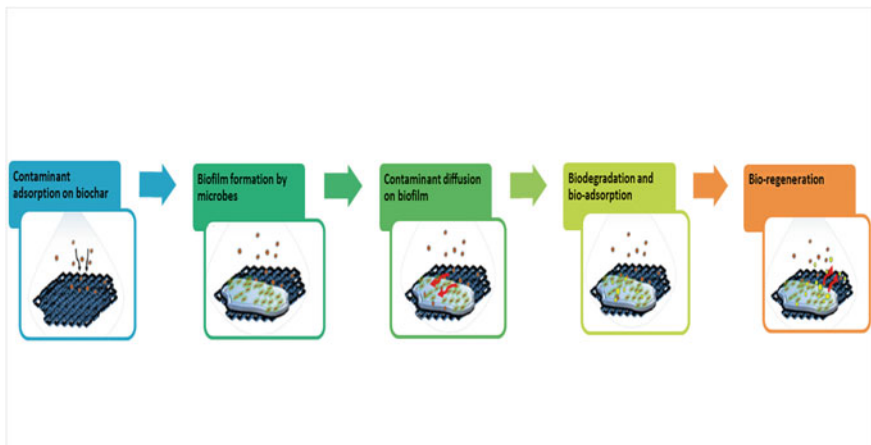 Contaminant
adsorption on biochar
Biofilm formation by
microbes
Contaminant diffusion
on biofilm
Biodegradation and
bio-adsorption
Bio-regeneration